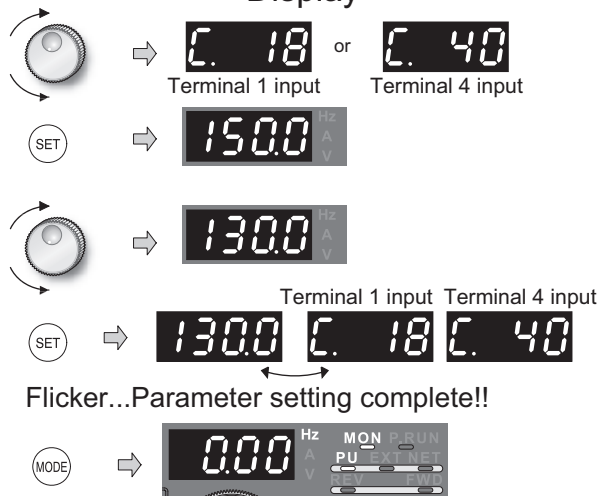 Display
C. 18 or C. 40
Terminal 1 input Terminal 4 input
SET 150.0 Hz A V
130.0 Hz A V
Terminal 1 input Terminal 4 input
SET 130.0 C. 18 C. 40
Flicker...Parameter setting complete!!
MODE 0.00 Hz A V MON P.RUN
PU EXT NET
REV FWD